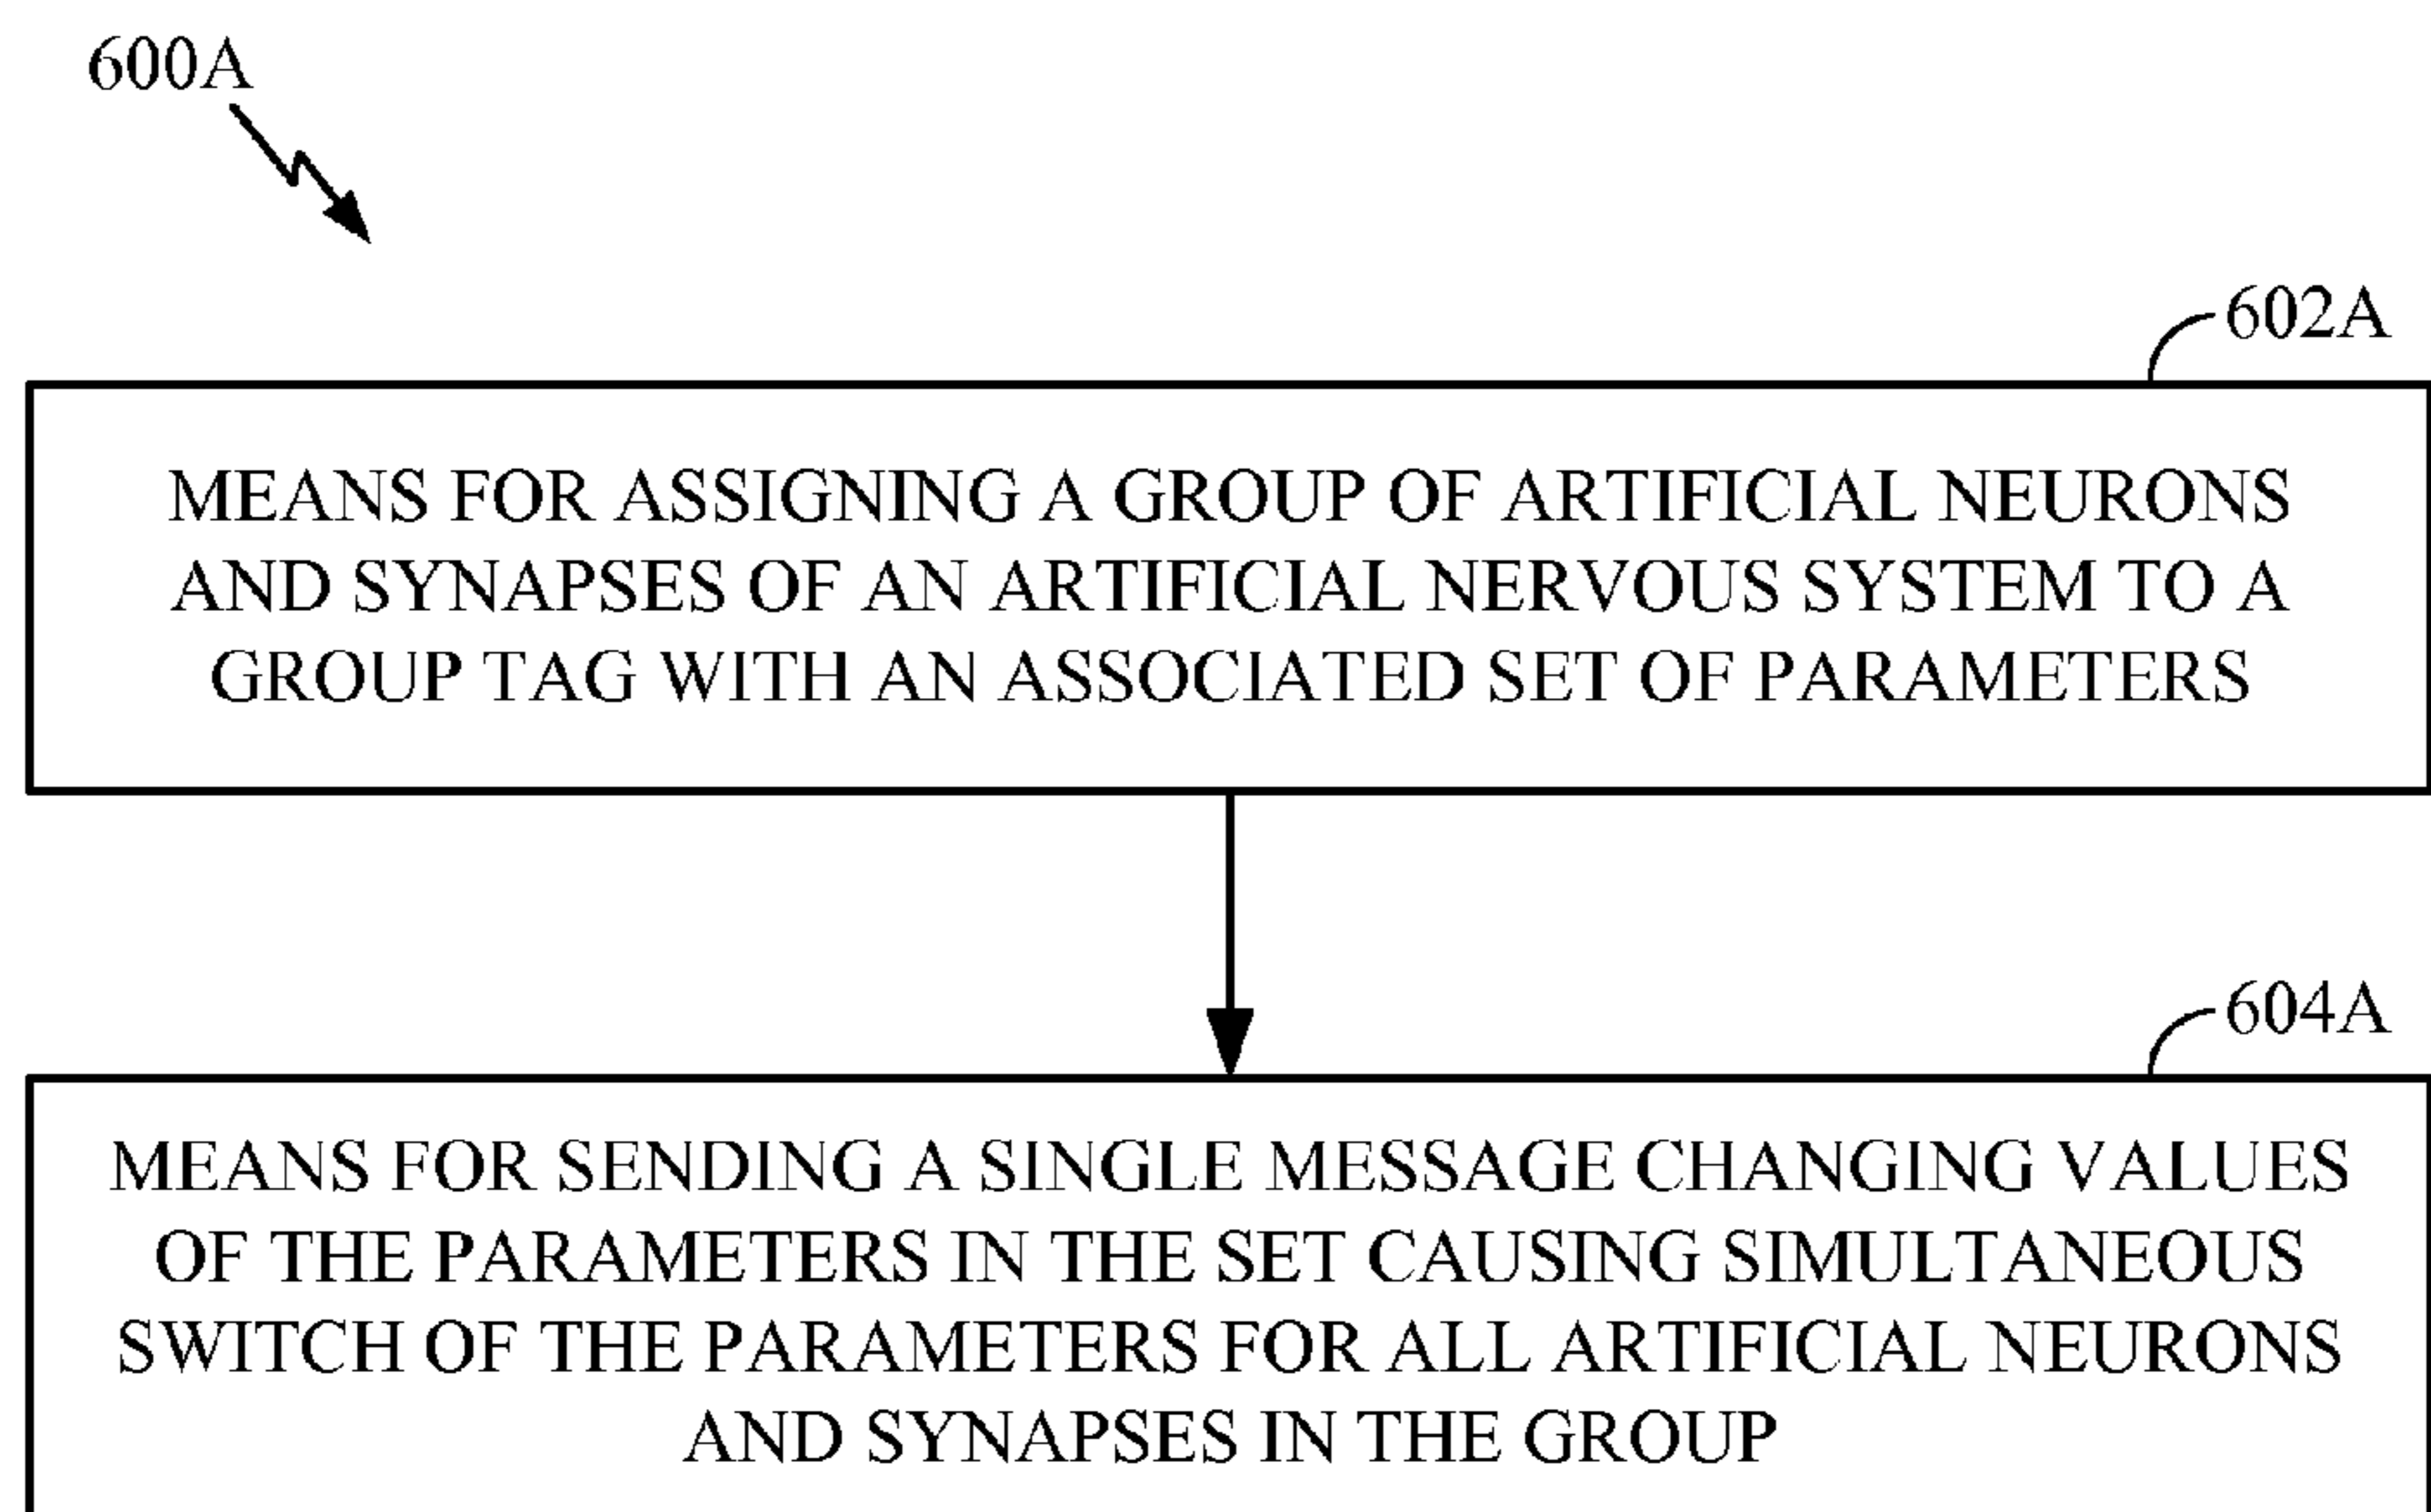 600A
602A
MEANS FOR ASSIGNING A GROUP OF ARTIFICIAL NEURONS
AND SYNAPSES OF AN ARTIFICIAL NERVOUS SYSTEM TO A
GROUP TAG WITH AN ASSOCIATED SET OF PARAMETERS
604A
MEANS FOR SENDING A SINGLE MESSAGE CHANGING VALUES
OF THE PARAMETERS IN THE SET CAUSING SIMULTANEOUS
SWITCH OF THE PARAMETERS FOR ALL ARTIFICIAL NEURONS
AND SYNAPSES IN THE GROUP